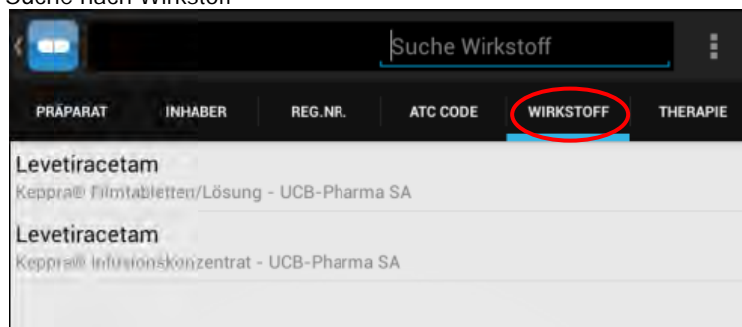 Suche nach Wirkstoff
Suche Wirkstoff
PRÄPARAT INHABER REG.NR. ATC CODE WIRKSTOFF THERAPIE
Levetiracetam
Keppra® Filmtabletten/Lösung - UCB-Pharma SA
Levetiracetam
Keppra® Infusionskonzentrat - UCB-Pharma SA